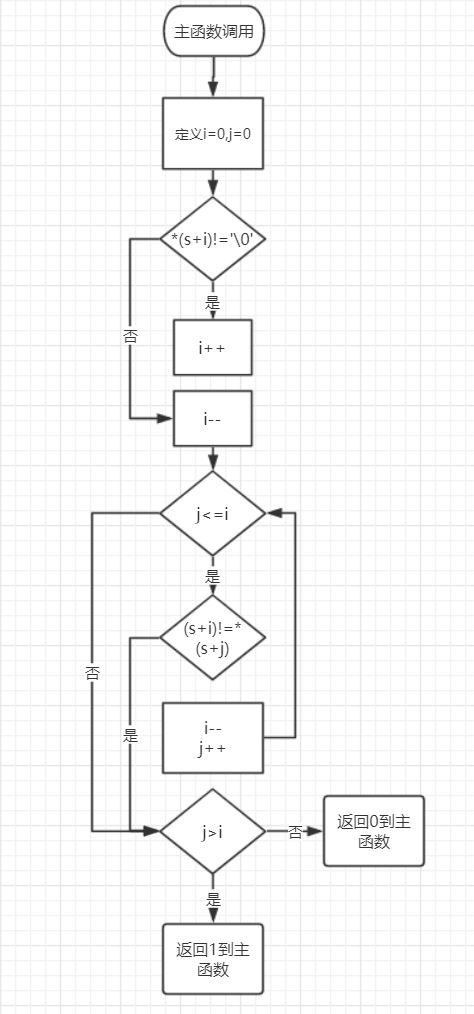 主函数调用
定义i=0,j=0
*(s+i)!='\0'
是
否
i++
i--
j<=i
是
(s+i)!=*
(s+j)
否
是
i--
j++
j>i
否
返回0到主
函数
是
返回1到主
函数